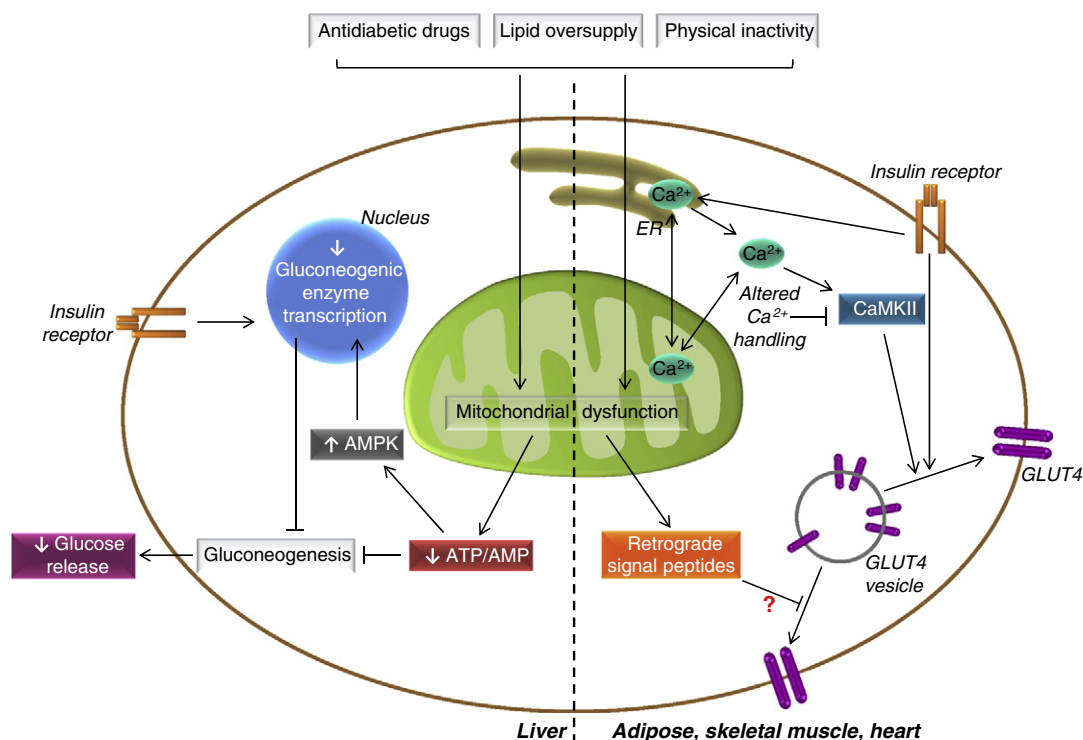 Antidiabetic drugs
Lipid oversupply
Physical inactivity
Insulin receptor
Nucleus
↓
Gluconeogenic
enzyme
transcription
Insulin
receptor
Ca²⁺
ER
Ca²⁺
Altered
Ca²⁺
handling
CaMKII
Ca²⁺
Mitochondrial dysfunction
↑ AMPK
GLUT4
↓ Glucose
release
Gluconeogenesis
↓ ATP/AMP
Retrograde
signal peptides
GLUT4
vesicle
?
Liver
Adipose, skeletal muscle, heart